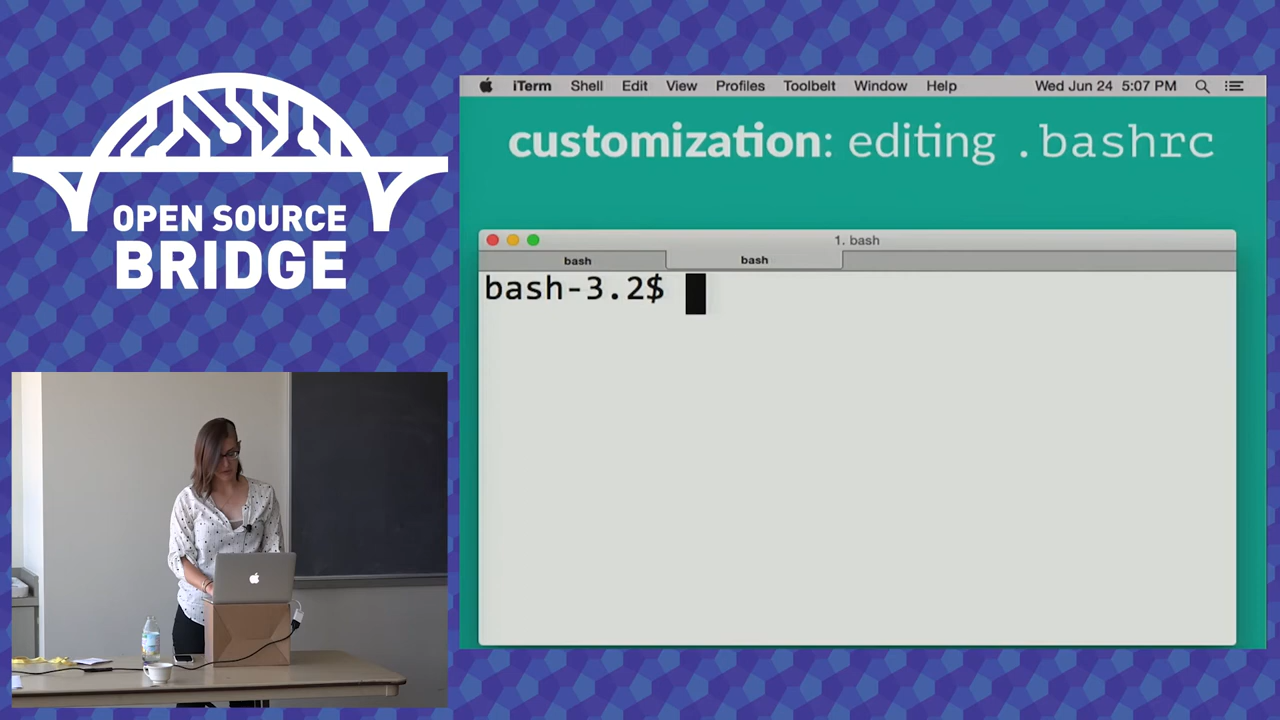 OPEN SOURCE
BRIDGE
iTerm Shell Edit View Profiles Toolbelt Window Help Wed Jun 24 5:07 PM
customization: editing .bashrc
1. bash
bash bash
bash-3.2$